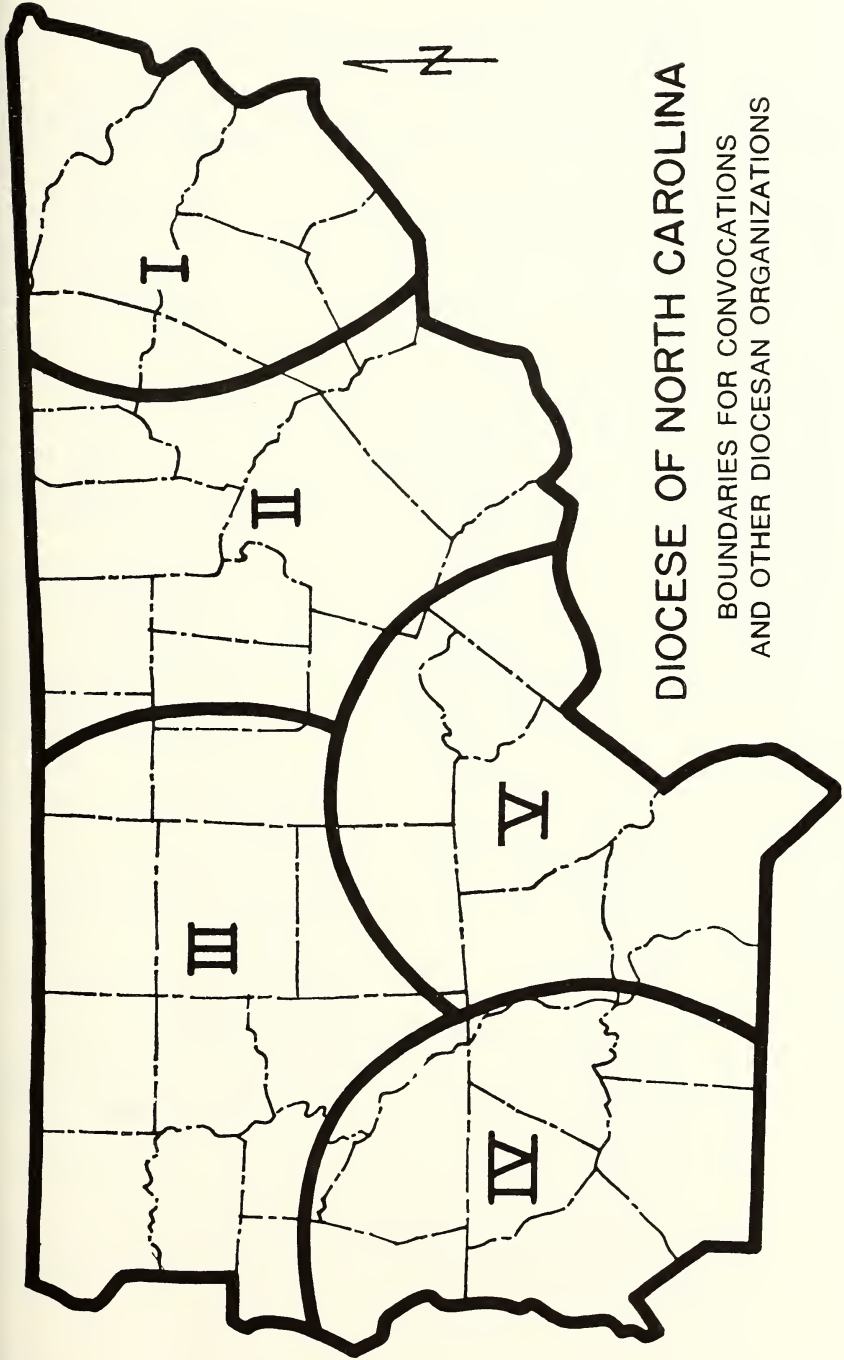 I
III
II
N
IV
V
DIOCESE OF NORTH CAROLINA
BOUNDARIES FOR CONVOCATIONS
AND OTHER DIOCESAN ORGANIZATIONS